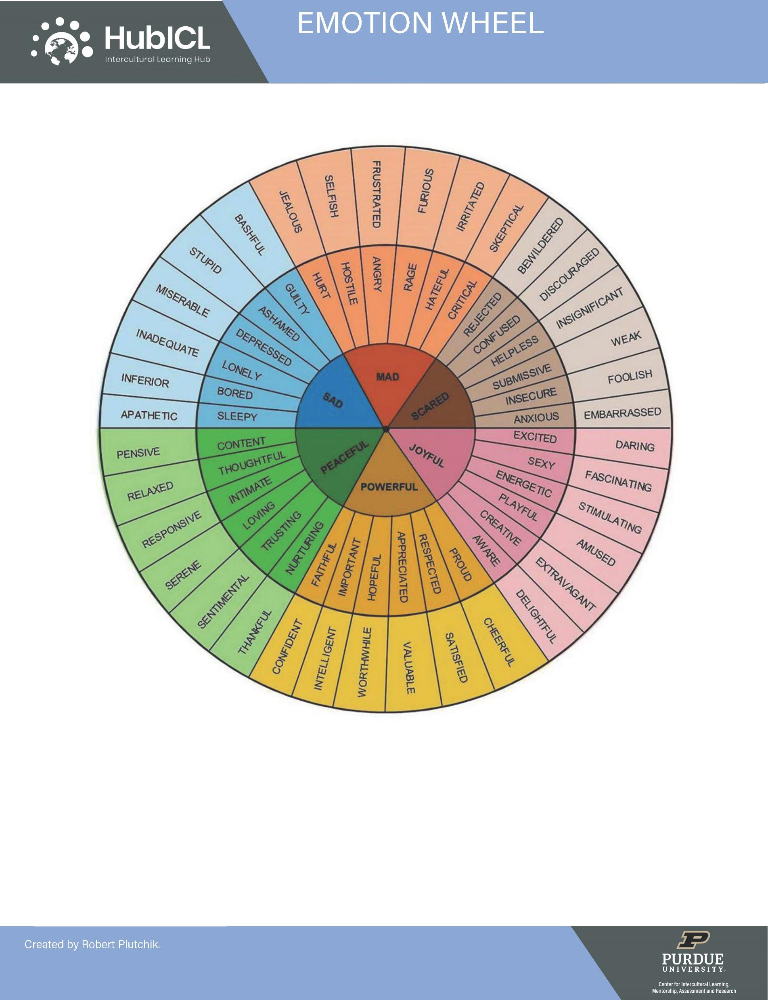 HubICL
Intercultural Learning Hub
EMOTION WHEEL
MAD
SCARED
JOYFUL
POWERFUL
PEACEFUL
SAD
HURT
HOSTILE
ANGRY
RAGE
HATEFUL
CRITICAL
REJECTED
CONFUSED
HELPLESS
SUBMISSIVE
INSECURE
ANXIOUS
EXCITED
SEXY
ENERGETIC
PLAYFUL
CREATIVE
AWARE
PROUD
RESPECTED
APPRECIATED
HOPEFUL
IMPORTANT
FAITHFUL
NURTURING
TRUSTING
LOVING
INTIMATE
THOUGHTFUL
CONTENT
SLEEPY
BORED
LONELY
DEPRESSED
ASHAMED
GUILTY
JEALOUS
SELFISH
FRUSTRATED
FURIOUS
IRRITATED
SKEPTICAL
BEWILDERED
DISCOURAGED
INSIGNIFICANT
WEAK
FOOLISH
EMBARRASSED
DARING
FASCINATING
STIMULATING
AMUSED
EXTRAVAGANT
DELIGHTFUL
CHEERFUL
SATISFIED
VALUABLE
WORTHWHILE
INTELLIGENT
CONFIDENT
THANKFUL
SENTIMENTAL
SERENE
RESPONSIVE
RELAXED
PENSIVE
APATHETIC
INFERIOR
INADEQUATE
MISERABLE
STUPID
BASHFUL
Created by Robert Plutchik.
P
PURDUE
UNIVERSITY®
Center for Intercultural Learning,
Mentorship, Assessment and Research